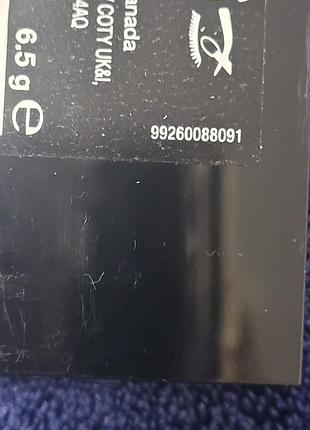 anada
COTY UK&I,
4AQ
6,5 g ℮
99260088091